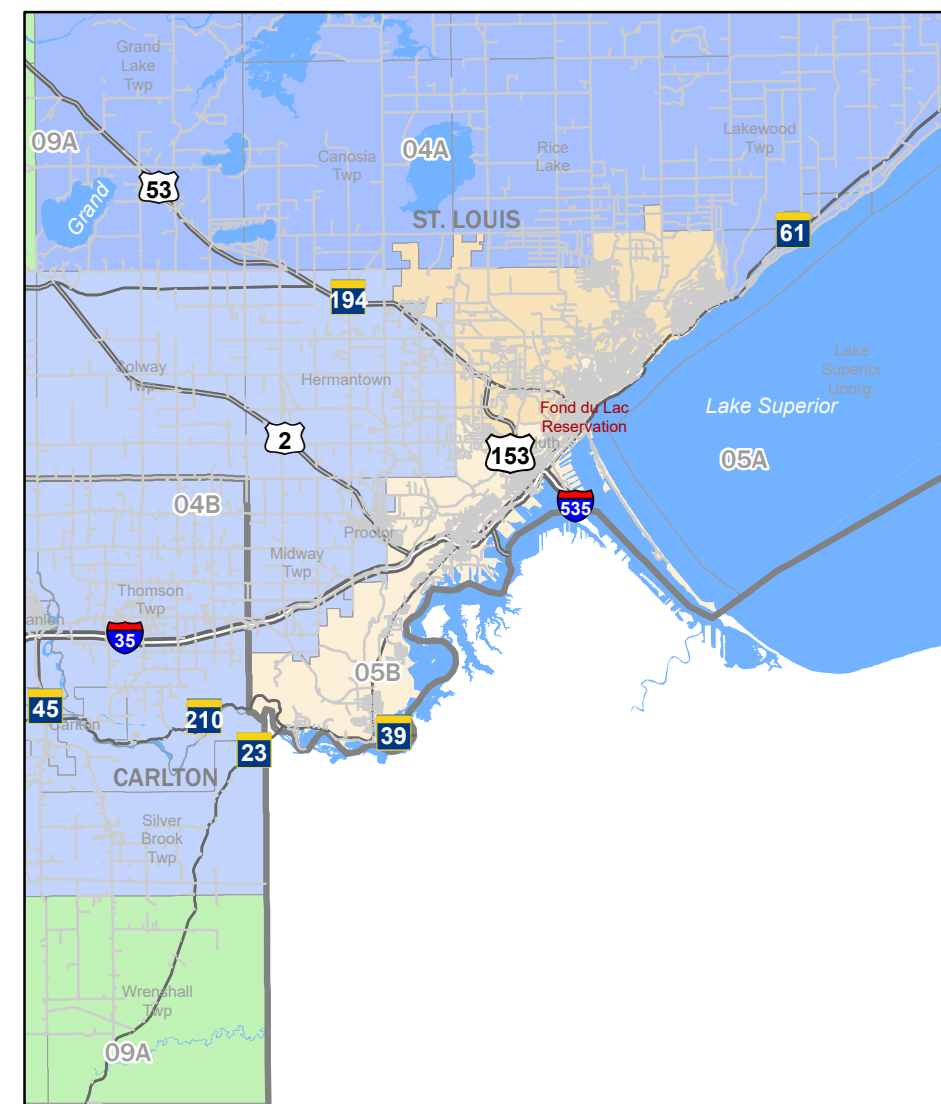 Grand
Lake
Twp
09A
04A
Rice
Lake
Lakewood
Twp
Canosia
Twp
53
Grand
ST. LOUIS
61
194
Solway
Twp
Hermantown
Lake
Superior
Unorg.
Fond du Lac
Reservation
Lake Superior
2
153
05A
04B
535
Proctor
Midway
Twp
Thomson
Twp
35
05B
45
210
Carlton
39
23
CARLTON
Silver
Brook
Twp
Wrenshall
Twp
09A